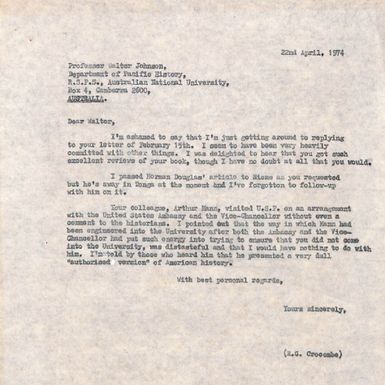 22nd April, 1974
Professor Walter Johnson,
Department of Pacific History,
R.S.P.S., Australian National University,
Box 4, Canberra 2600,
AUSTRALIA.
Dear Walter,
I'm ashamed to say that I'm just getting around to replying
to your letter of February 15th. I seem to have been very heavily
committed with other things. I was delighted to hear that you got such
excellent reviews of your book, though I have no doubt at all that you would.
I passed Norman Douglas' article to Sione as you requested
but he's away in Tonga at the moment and I've forgotton to follow-up
with him on it.
Your colleague, Arthur Mann, visited U.S.P. on an arrangement
with the United States Embassy and the Vice-Chancellor without even a
comment to the historians. I pointed out that the way in which Mann had
been engineered into the University after both the Embassy and the Vice-
Chancellor had put such energy into trying to ensure that you did not come
into the University, was distasteful and that I would have nothing to do with
him. I'm told by those who heard him that he presented a very dull
"authorised version" of American history.
With best personal regards,
Yours sincerely,
(R.G. Crocombe)